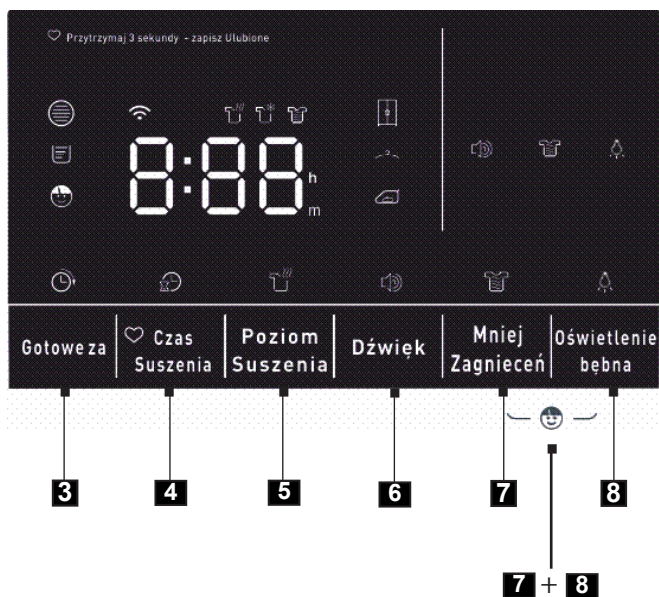 Przytrzymaj 3 sekundy - zapisz Ulubione
8:88
h
m
Gotowe za
Czas
Suszenia
Poziom
Suszenia
Dźwięk
Mniej
Zagnieceń
Oświetlenie
bębna
3
4
5
6
7
8
7 + 8